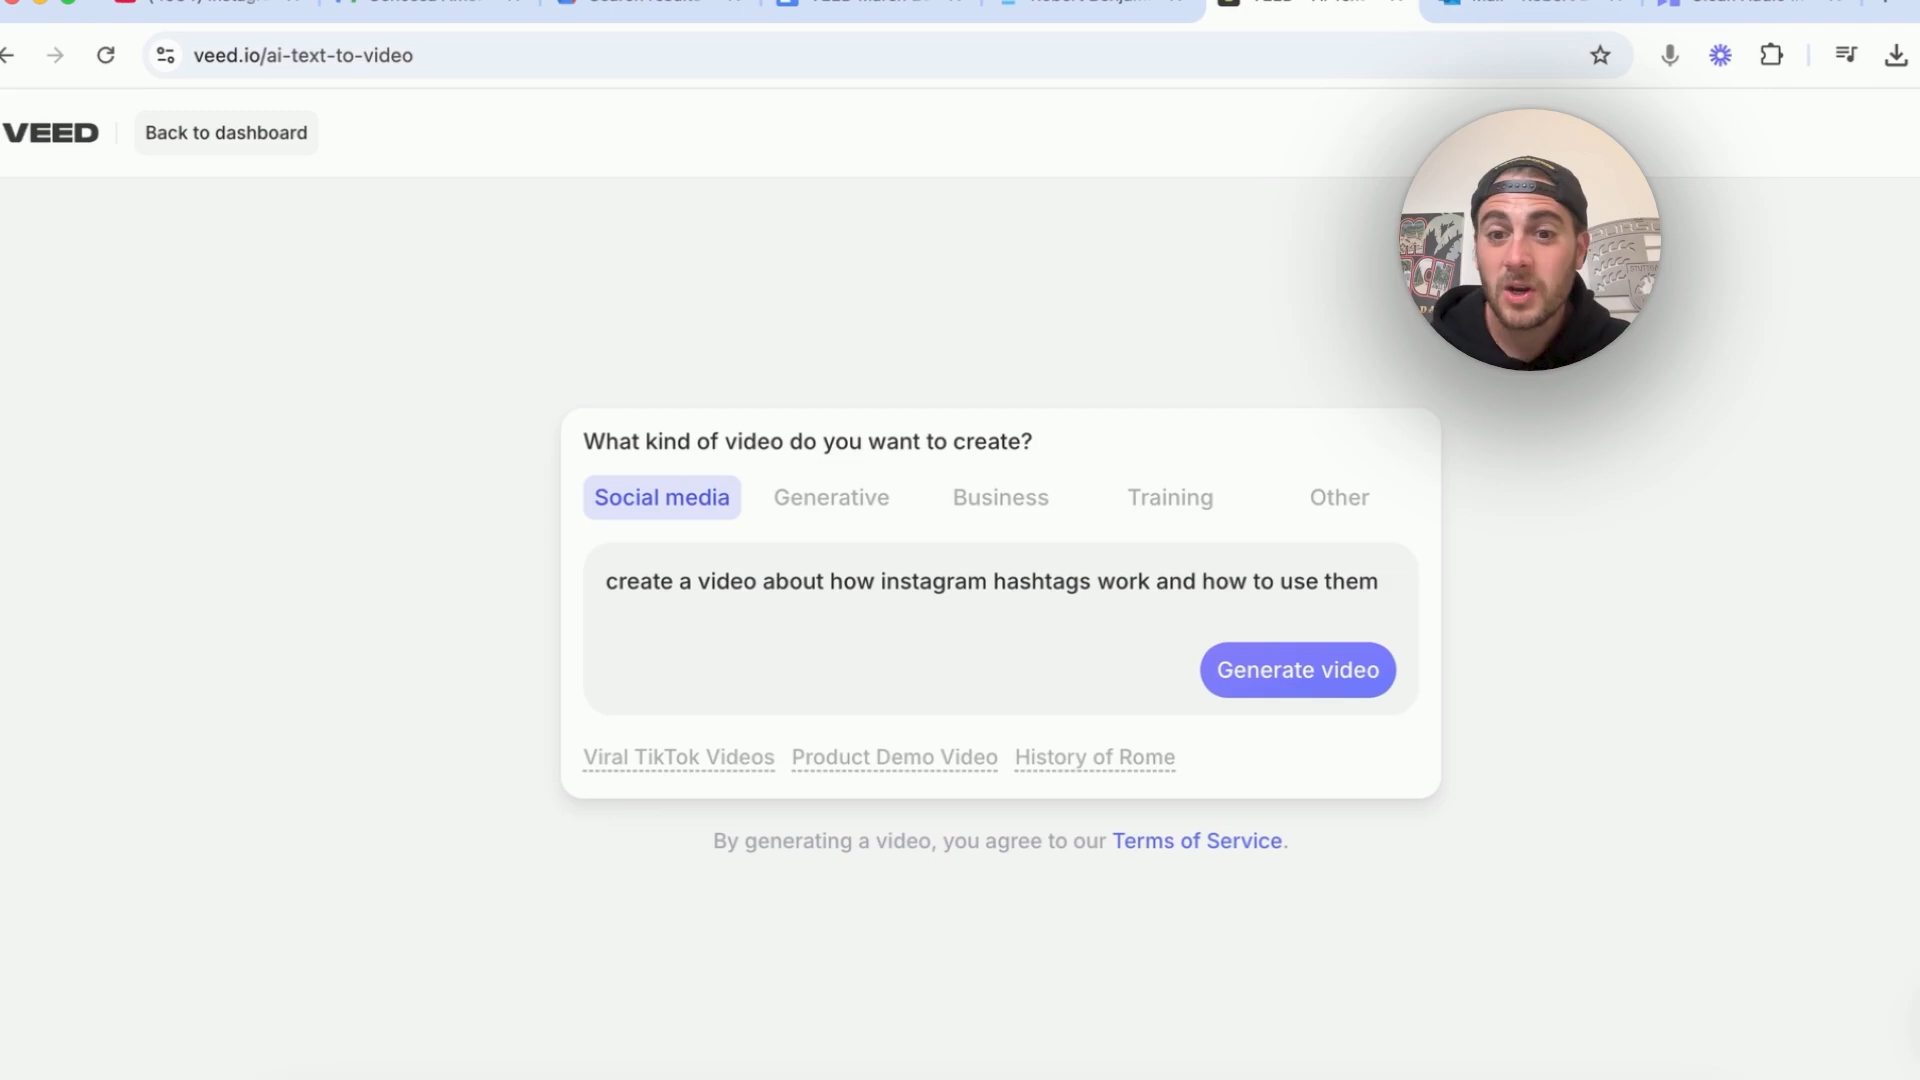 veed.io/ai-text-to-video
VEED
Back to dashboard
What kind of video do you want to create?
Social media
Generative
Business
Training
Other
create a video about how instagram hashtags work and how to use them
Generate video
Viral TikTok Videos
Product Demo Video
History of Rome
By generating a video, you agree to our Terms of Service.